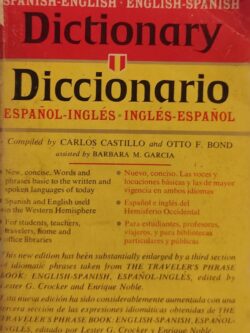 SPANISH-ENGLISH · ENGLISH-SPANISH
Dictionary
Diccionario
ESPAÑOL-INGLÉS · INGLÉS-ESPAÑOL
Compiled by CARLOS CASTILLO and OTTO F. BOND
assisted by BARBARA M. GARCIA
• New, concise. Words and phrases basic to the written and spoken languages of today
• Spanish and English used in the Western Hemisphere
• For students, teachers, travelers, home and office libraries
• Nuevo, conciso. Las voces y locuciones básicas y las de mayor vigencia en ambos idiomas
• Español e inglés del Hemisferio Occidental
• Para estudiantes, profesores, viajeros, y para bibliotecas particulares y públicas
This new edition has been substantially enlarged by a third section
of idiomatic phrases taken from THE TRAVELER'S PHRASE
BOOK, ENGLISH-SPANISH, ESPAÑOL-INGLÉS, edited by
Lester G. Crocker and Enrique Noble.
Esta nueva edición ha sido considerablemente aumentada con una
tercera sección de las expresiones idiomáticas obtenidas de THE
TRAVELER'S PHRASE BOOK, ENGLISH-SPANISH, ESPAÑOL-
INGLÉS, editado por Lester G. Crocker y Enrique Noble.